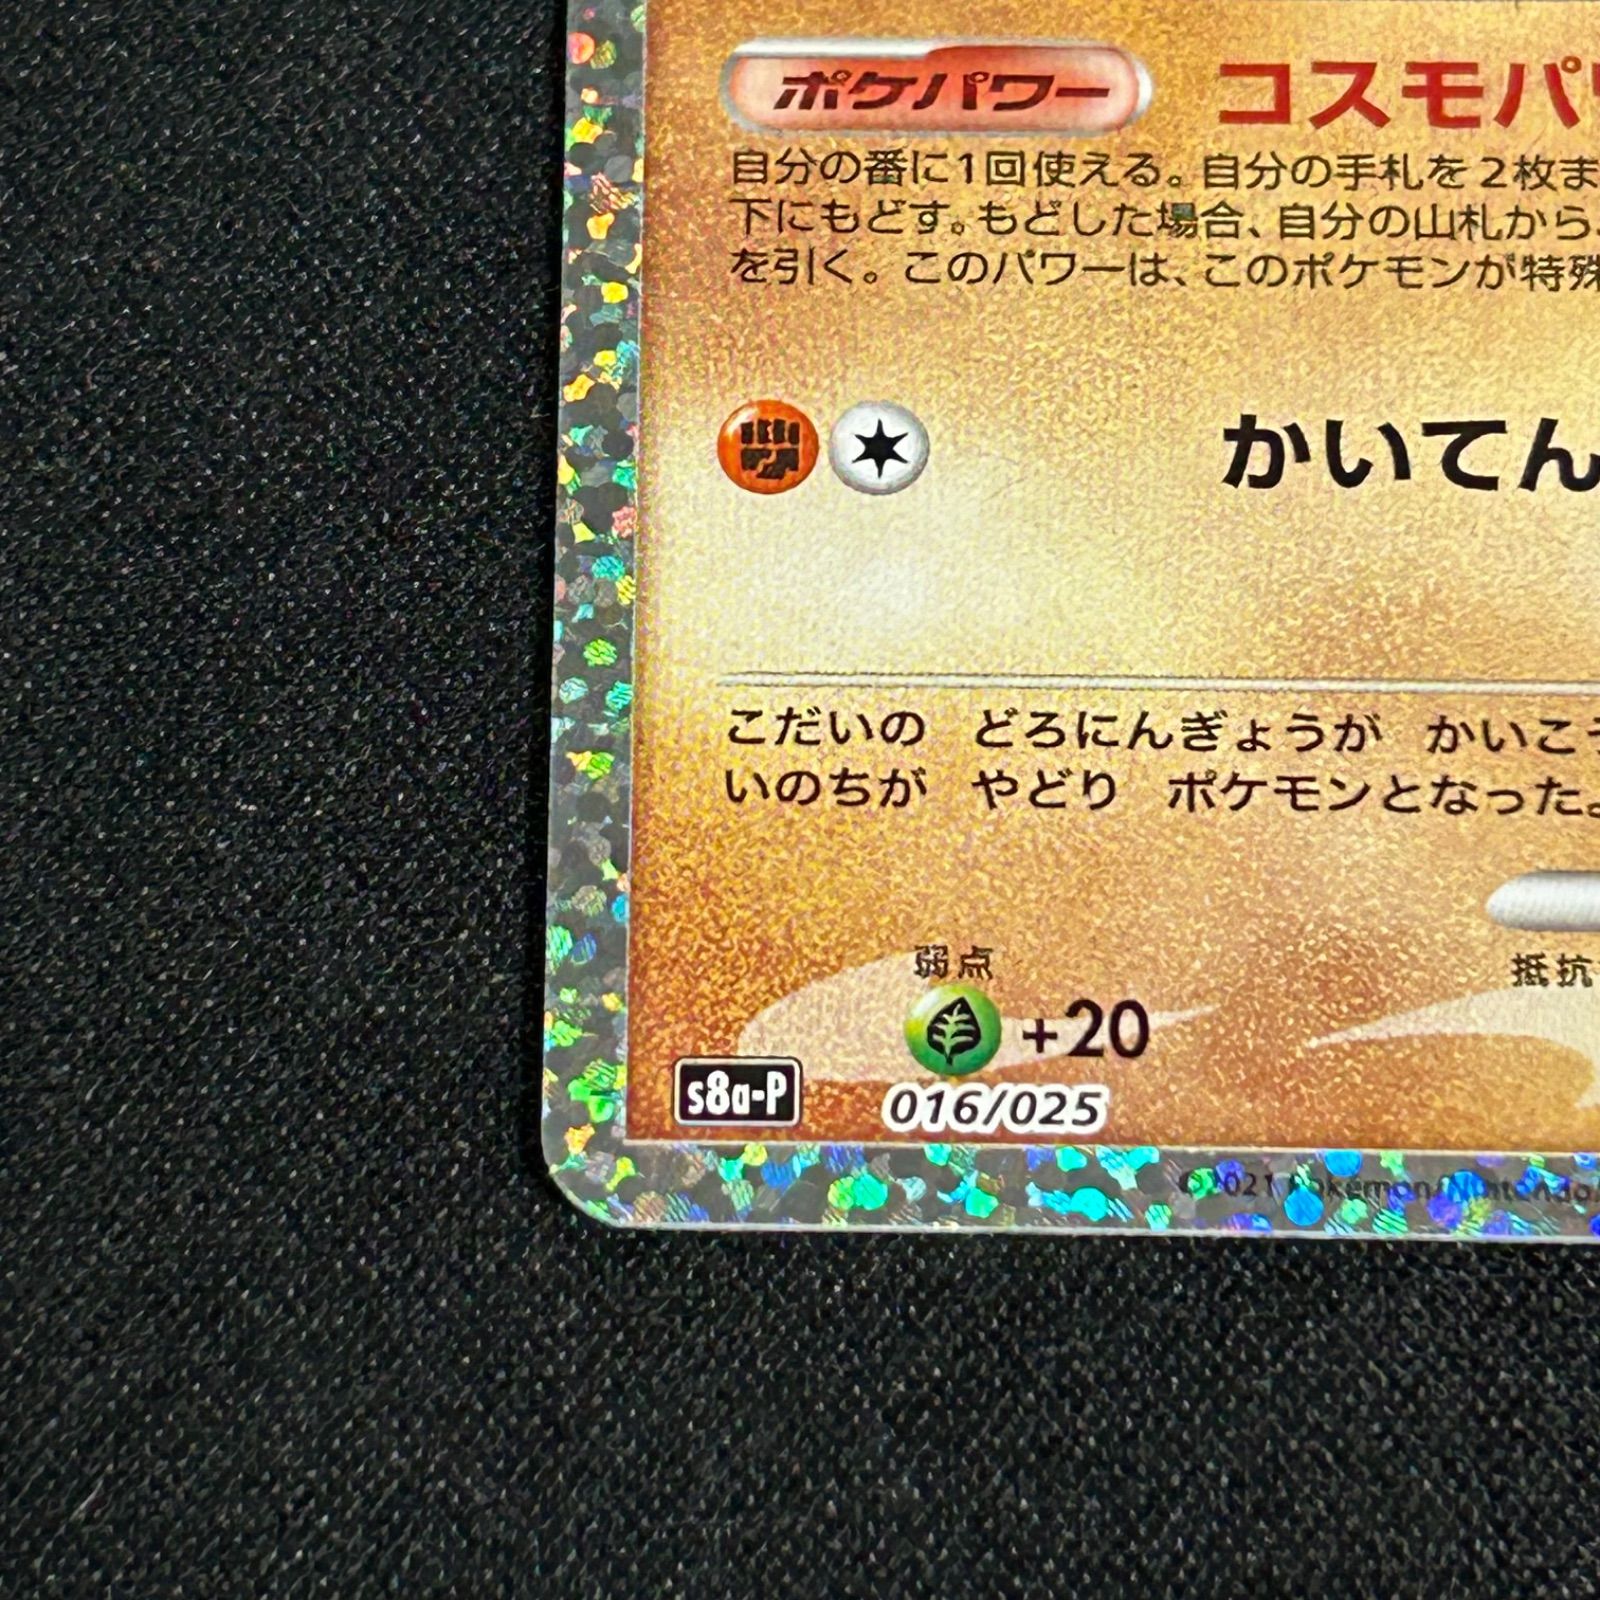 ポケパワー コスモパ
自分の番に1回使える。自分の手札を2枚ま
下にもどす。もどした場合、自分の山札から、
を引く。このパワーは、このポケモンが特殊
かいてん
こだいの どろにんぎょうが かいこう
いのちが やどり ポケモンとなった。
弱点
抵抗
+20
s8a-P
016/025
©2021 Pokémon/Nintendo/